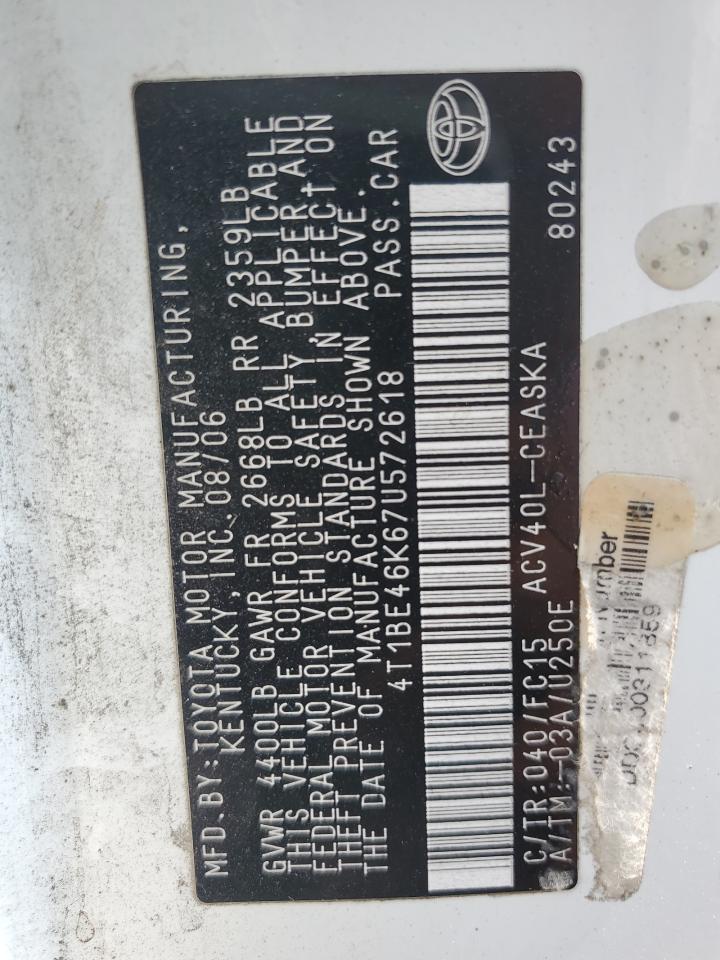 MFD.BY:TOYOTA MOTOR MANUFACTURING,
KENTUCKY,INC.08/06
GVWR 4400LB GAWR FR 2668LB RR 2359LB
THIS VEHICLE CONFORMS TO ALL APPLICABLE
FEDERAL MOTOR VEHICLE SAFETY, BUMPER, AND
THEFT PREVENTION STANDARDS IN EFFECT ON
THE DATE OF MANUFACTURE SHOWN ABOVE.
4T1BE46K67U572618 PASS.CAR
C/TR:040/FC15 ACV40L-CEASKA 80243
A/TM:-03A/U250E
Number